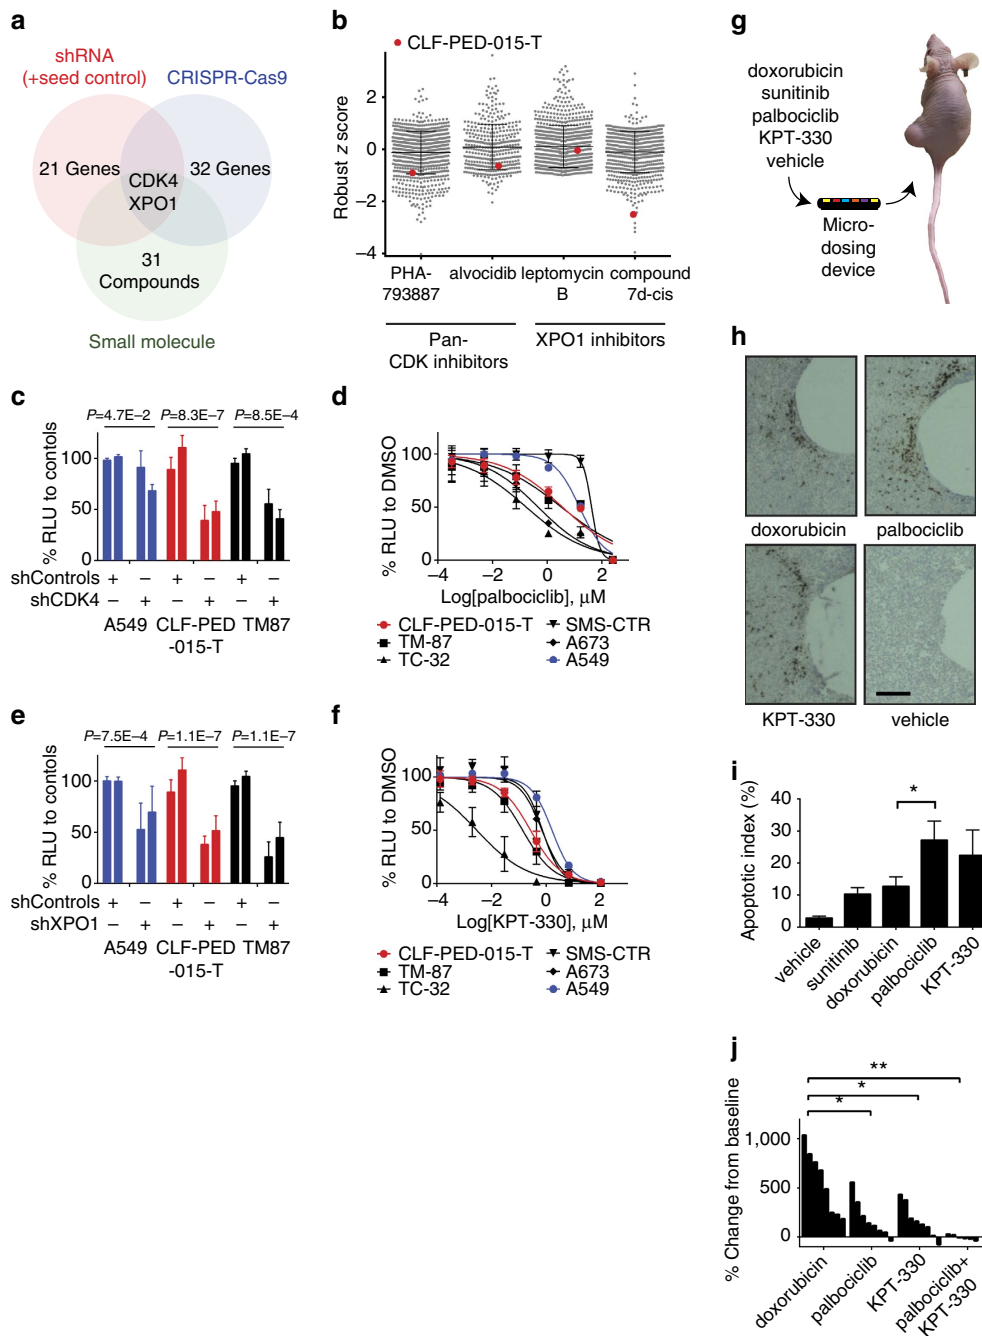 a
shRNA
(+seed control)
CRISPR-Cas9
21 Genes
CDK4
XPO1
32 Genes
31
Compounds
Small molecule
b
CLF-PED-015-T
Robust z score
2
0
−2
−4
PHA-
793887
alvocidib
leptomycin
B
compound
7d-cis
Pan-
CDK inhibitors
XPO1 inhibitors
c
P=4.7E−2
P=8.3E−7
P=8.5E−4
% RLU to contols
100
50
0
shControls + − + − + −
shCDK4 − + − + − +
A549 CLF-PED TM87
-015-T
d
% RLU to DMSO
100
50
0
−4 −2 0 2 4
Log[palbociclib], μM
CLF-PED-015-T
TM-87
TC-32
SMS-CTR
A673
A549
e
P=7.5E−4
P=1.1E−7
P=1.1E−7
% RLU to contols
100
50
0
shControls + − + − + −
shXPO1 − + − + − +
A549 CLF-PED TM87
-015-T
f
% RLU to DMSO
100
50
0
−4 −2 0 2 4
Log[KPT-330], μM
CLF-PED-015-T
TM-87
TC-32
SMS-CTR
A673
A549
g
doxorubicin
sunitinib
palbociclib
KPT-330
vehicle
Micro-
dosing
device
h
doxorubicin
palbociclib
KPT-330
vehicle
i
Apoptotic index (%)
40
30
20
10
0
*
vehicle
sunitinib
doxorubicin
palbociclib
KPT-330
j
**
*
*
% Change from baseline
1,000
500
0
doxorubicin
palbociclib
KPT-330
palbociclib+
KPT-330